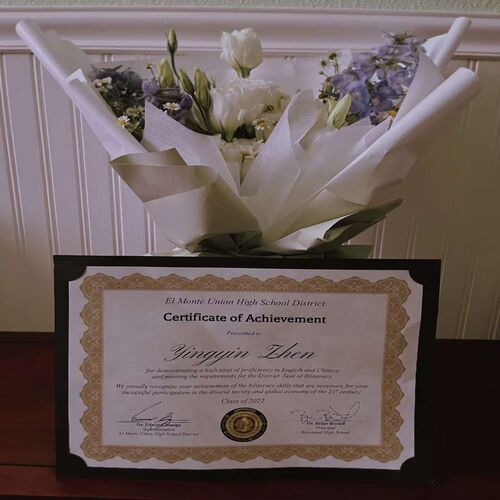 El Monte Union High School District
Certificate of Achievement
Presented to
Yingyin Zhen
for demonstrating a high level of proficiency in English and Chinese
and meeting the requirements for the District Seal of Biliteracy.
We proudly recognize your achievement of the biliteracy skills that are necessary for your
successful participation in the diverse society and global economy of the 21st century.
Class of 2022
Dr. Edward Zuniga
Superintendent
El Monte Union High School District
Dr. Brian Bristol
Principal
Rosemead High School